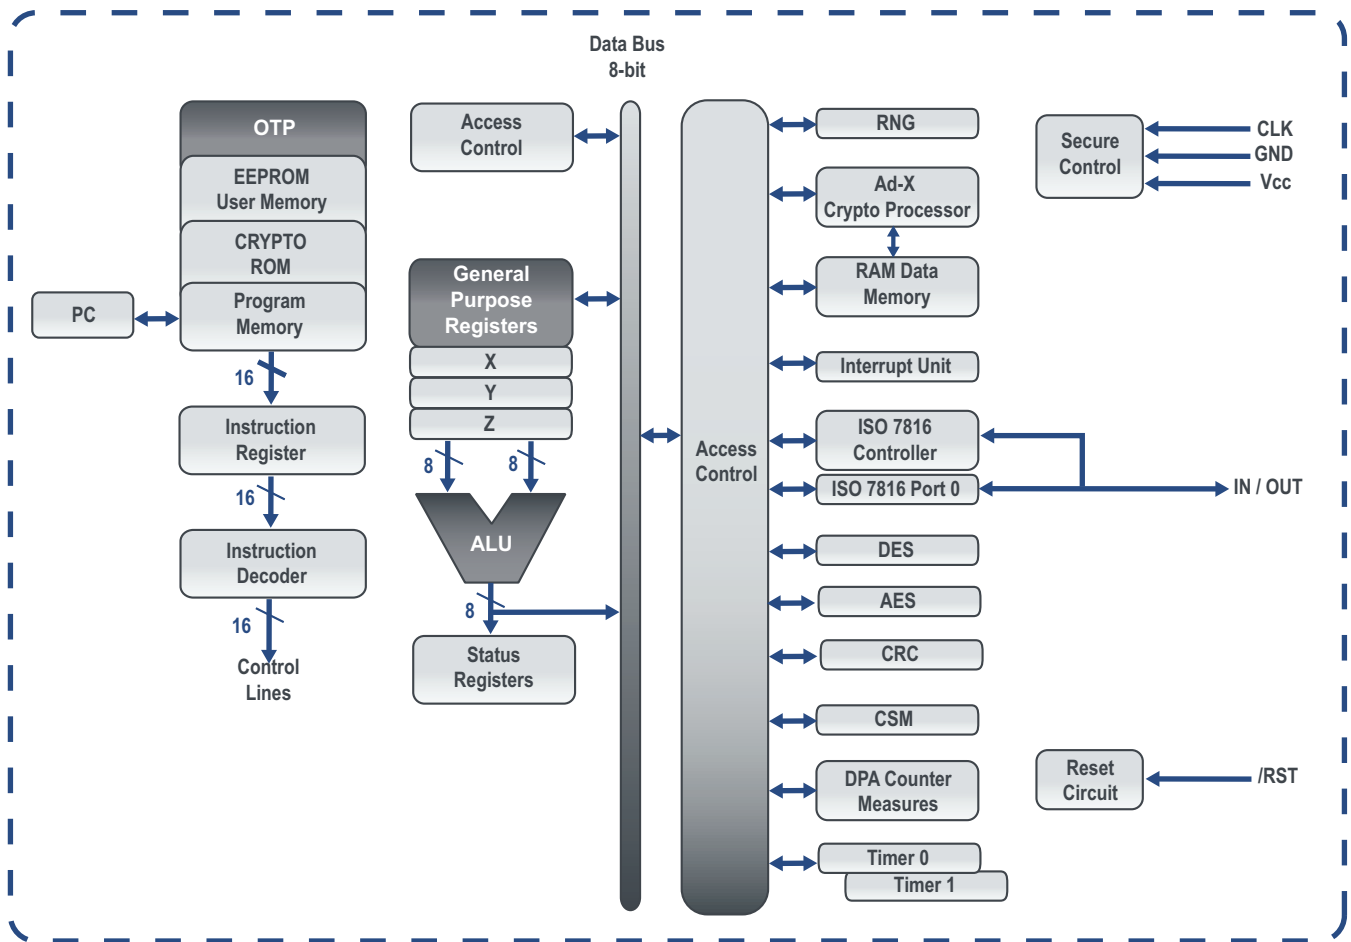 Data Bus
8-bit
OTP
EEPROM
User Memory
CRYPTO
ROM
Program
Memory
PC
16
Instruction
Register
16
Instruction
Decoder
16
Control
Lines
Access
Control
General
Purpose
Registers
X
Y
Z
8
8
ALU
8
Status
Registers
Access
Control
RNG
Ad-X
Crypto Processor
RAM Data
Memory
Interrupt Unit
ISO 7816
Controller
ISO 7816 Port 0
DES
AES
CRC
CSM
DPA Counter
Measures
Timer 0
Timer 1
Secure
Control
CLK
GND
Vcc
IN / OUT
Reset
Circuit
/RST